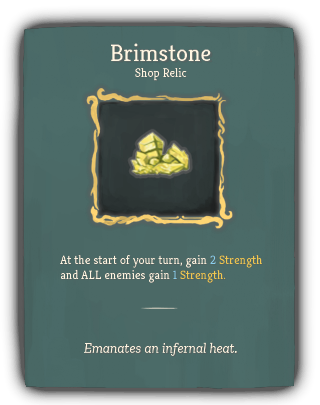 Brimstone
Shop Relic
At the start of your turn, gain 2 Strength
and ALL enemies gain 1 Strength.
Emanates an infernal heat.